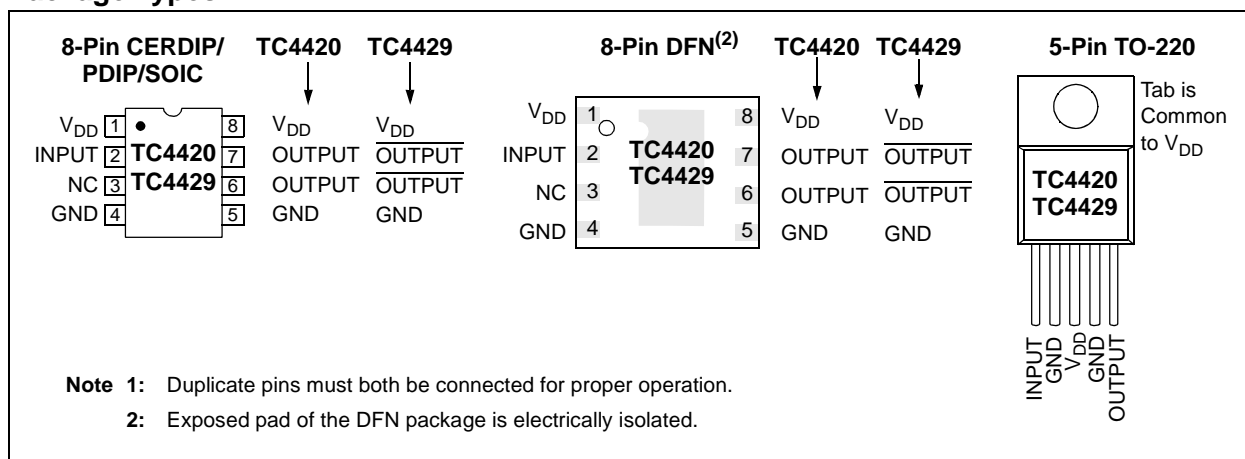 8-Pin CERDIP/
PDIP/SOIC
TC4420 TC4429
VDD 1 8 VDD VDD
INPUT 2 TC4420 7 OUTPUT OUTPUT
NC 3 TC4429 6 OUTPUT OUTPUT
GND 4 5 GND GND
8-Pin DFN(2) TC4420 TC4429
VDD 1 8 VDD VDD
INPUT 2 TC4420 7 OUTPUT OUTPUT
TC4429
NC 3 6 OUTPUT OUTPUT
GND 4 5 GND GND
5-Pin TO-220
Tab is
Common
to VDD
TC4420
TC4429
INPUT
GND
VDD
GND
OUTPUT
Note 1: Duplicate pins must both be connected for proper operation.
2: Exposed pad of the DFN package is electrically isolated.